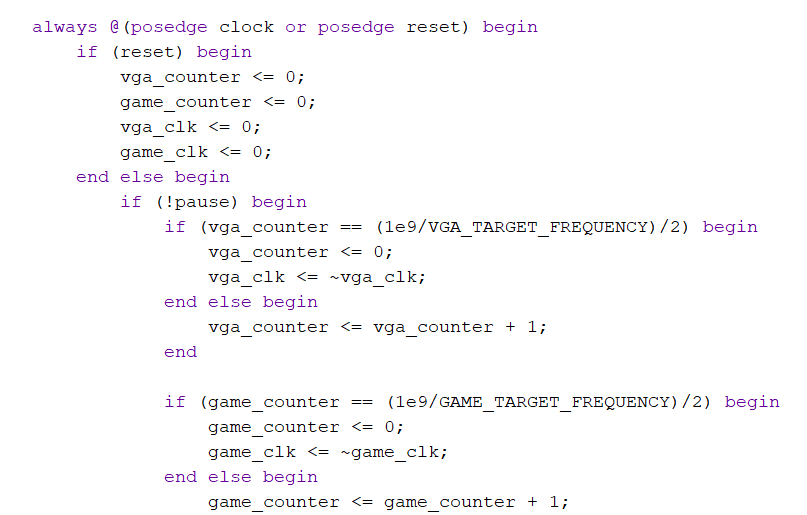 always @(posedge clock or posedge reset) begin
    if (reset) begin
        vga_counter <= 0;
        game_counter <= 0;
        vga_clk <= 0;
        game_clk <= 0;
    end else begin
        if (!pause) begin
            if (vga_counter == (1e9/VGA_TARGET_FREQUENCY)/2) begin
                vga_counter <= 0;
                vga_clk <= ~vga_clk;
            end else begin
                vga_counter <= vga_counter + 1;
            end

            if (game_counter == (1e9/GAME_TARGET_FREQUENCY)/2) begin
                game_counter <= 0;
                game_clk <= ~game_clk;
            end else begin
                game_counter <= game_counter + 1;